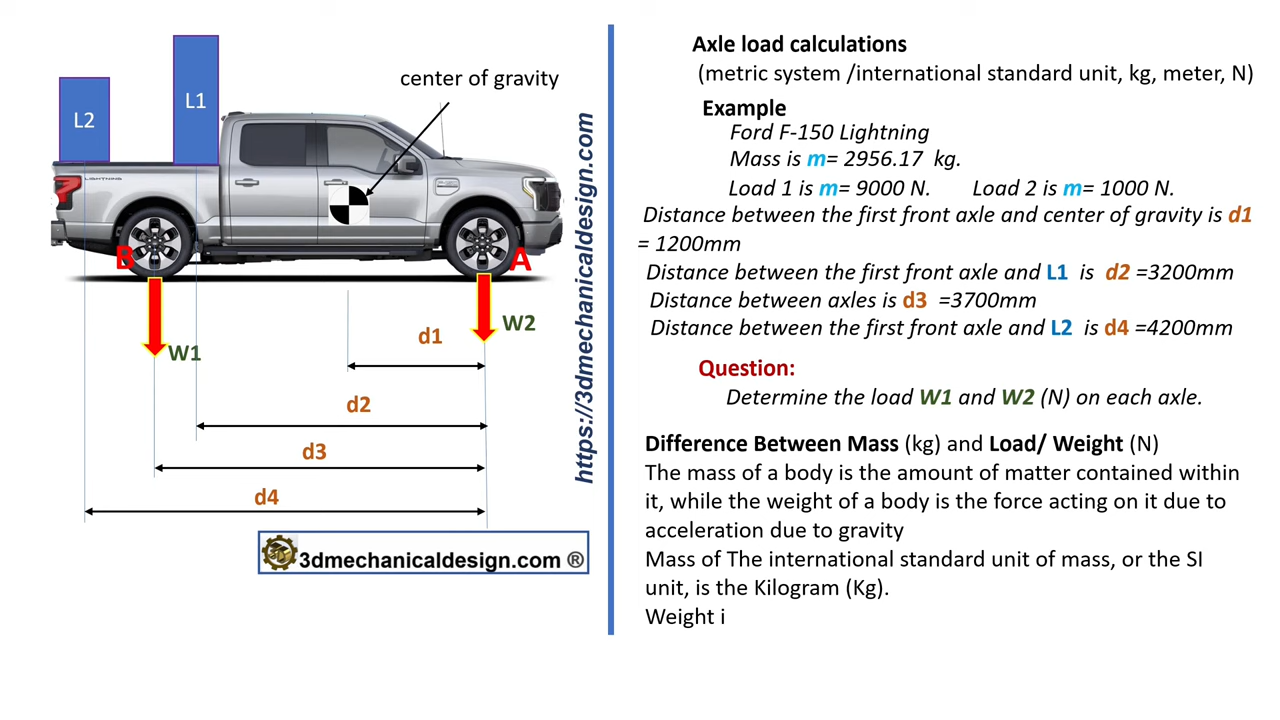 center of gravity
L1
L2
LIGHTNING
B
A
W1
W2
d1
d2
d3
d4
https://3dmechanicaldesign.com
3dmechanicaldesign.com ®
Axle load calculations
(metric system /international standard unit, kg, meter, N)
Example
Ford F-150 Lightning
Mass is m= 2956.17 kg.
Load 1 is m= 9000 N. Load 2 is m= 1000 N.
Distance between the first front axle and center of gravity is d1
= 1200mm
Distance between the first front axle and L1 is d2 =3200mm
Distance between axles is d3 =3700mm
Distance between the first front axle and L2 is d4 =4200mm
Question:
Determine the load W1 and W2 (N) on each axle.
Difference Between Mass (kg) and Load/ Weight (N)
The mass of a body is the amount of matter contained within
it, while the weight of a body is the force acting on it due to
acceleration due to gravity
Mass of The international standard unit of mass, or the SI
unit, is the Kilogram (Kg).
Weight i